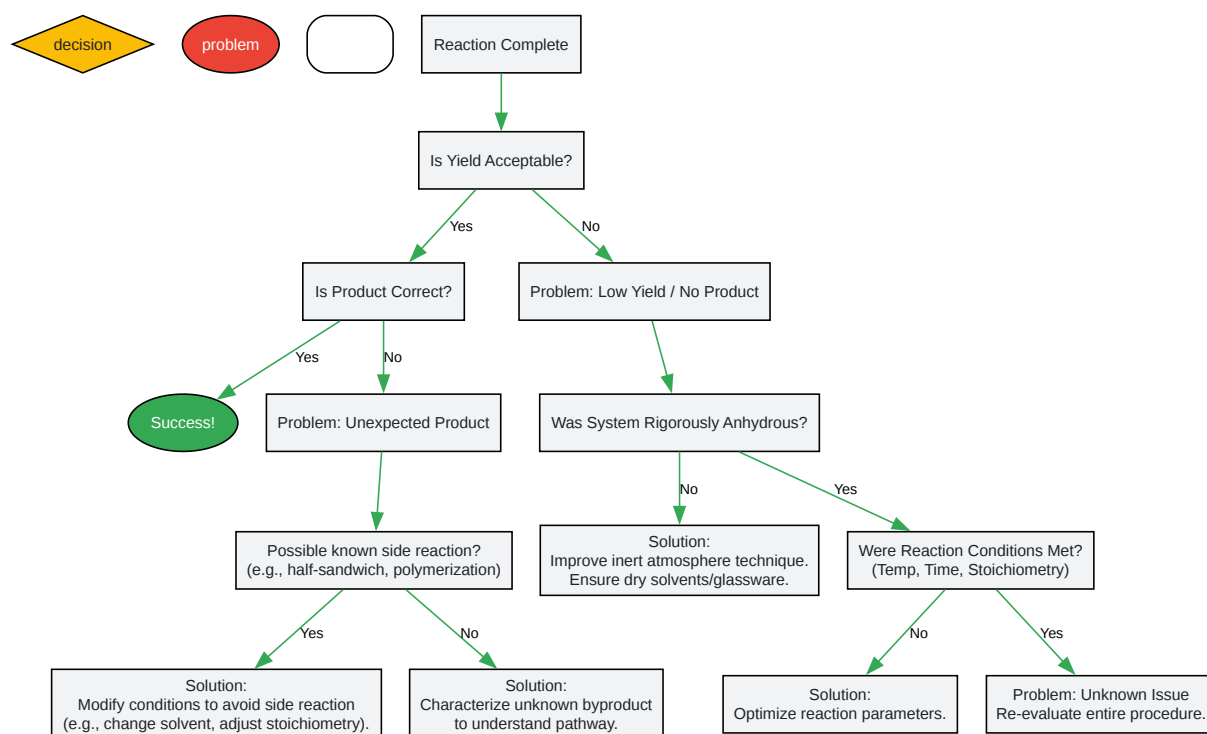 decision
problem
Reaction Complete
Is Yield Acceptable?
Yes
No
Is Product Correct?
Problem: Low Yield / No Product
Yes
No
Success!
Problem: Unexpected Product
Was System Rigorously Anhydrous?
No
Yes
Possible known side reaction?
(e.g., half-sandwich, polymerization)
Solution:
Improve inert atmosphere technique.
Ensure dry solvents/glassware.
Were Reaction Conditions Met?
(Temp, Time, Stoichiometry)
Yes
No
No
Yes
Solution:
Modify conditions to avoid side reaction
(e.g., change solvent, adjust stoichiometry).
Solution:
Characterize unknown byproduct
to understand pathway.
Solution:
Optimize reaction parameters.
Problem: Unknown Issue
Re-evaluate entire procedure.